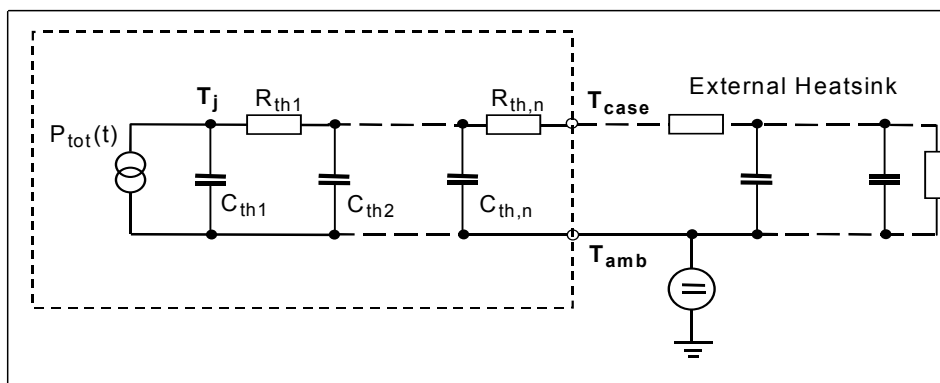 External Heatsink
T_j
R_th1
R_th,n
T_case
P_tot(t)
C_th1
C_th2
C_th,n
T_amb